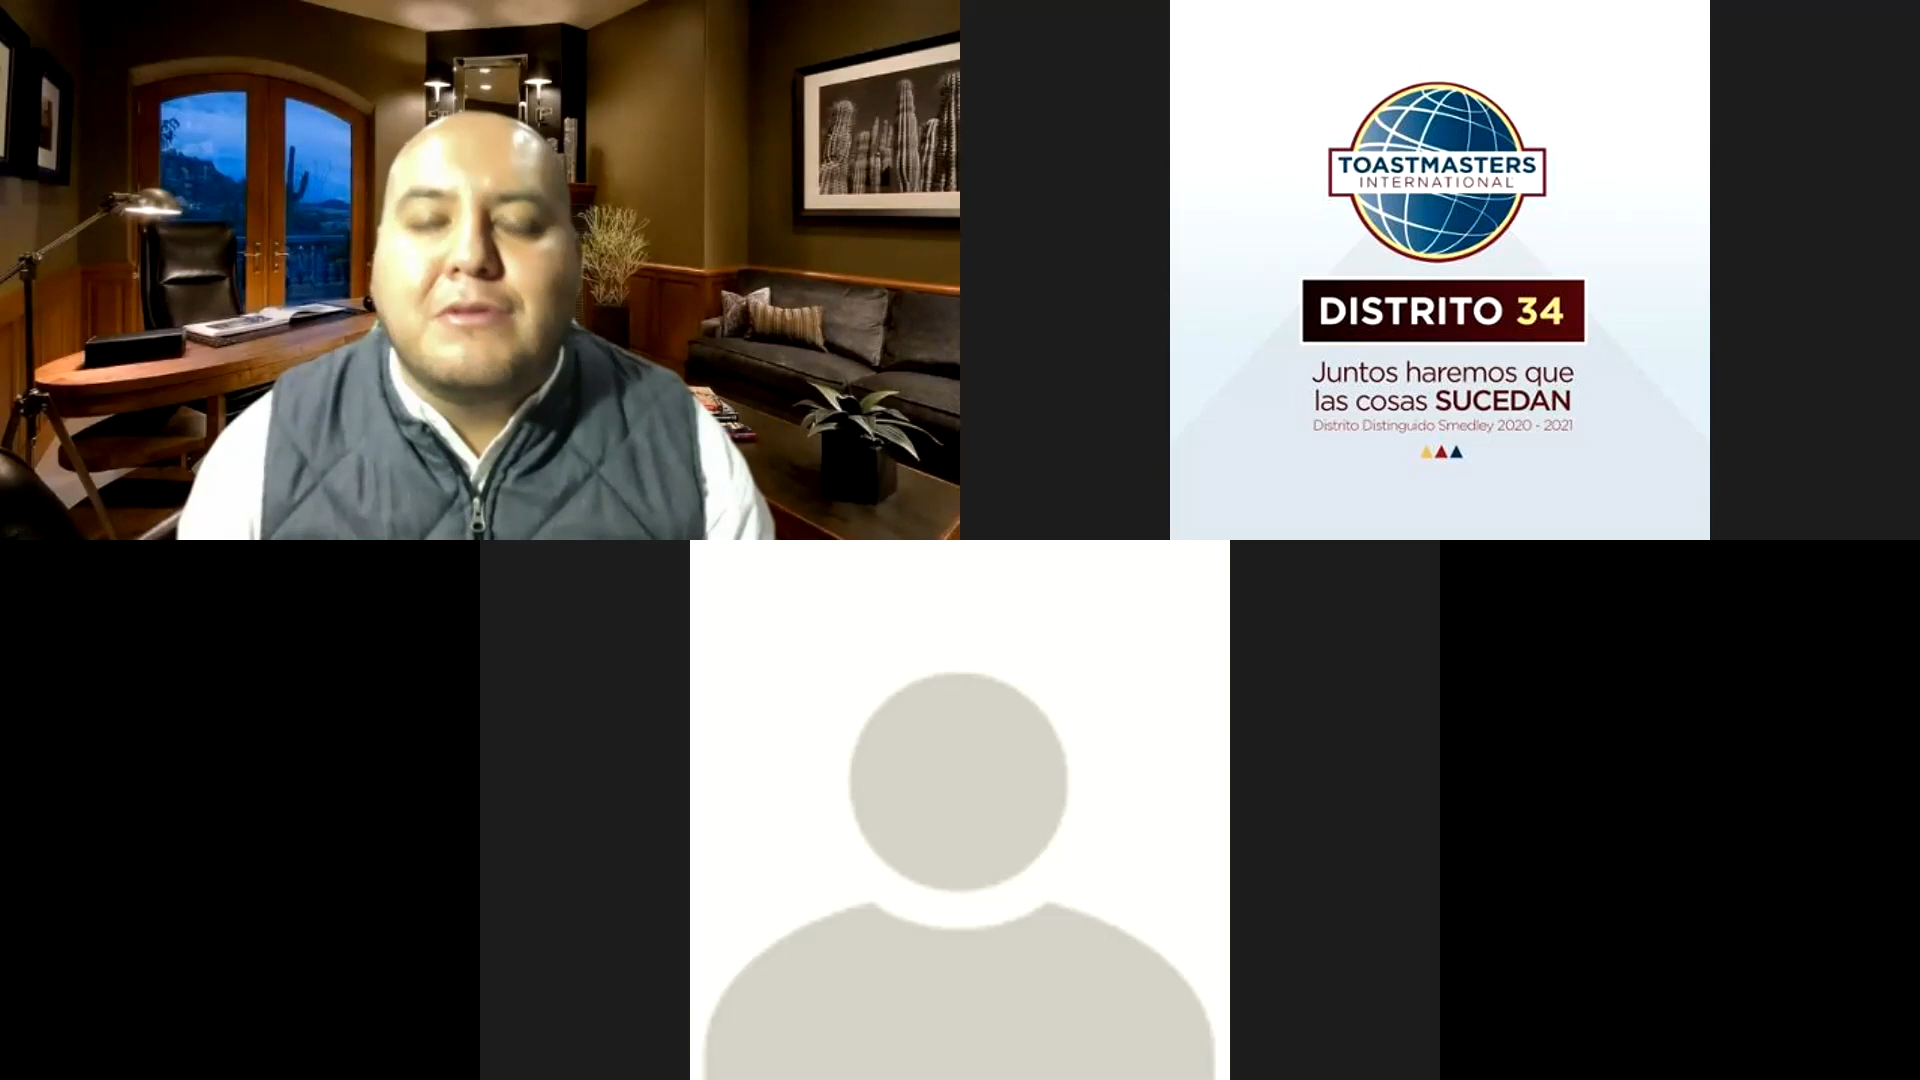 TOASTMASTERS
INTERNATIONAL
DISTRITO 34
Juntos haremos que
las cosas SUCEDAN
Distrito Distinguido Smedley 2020 - 2021